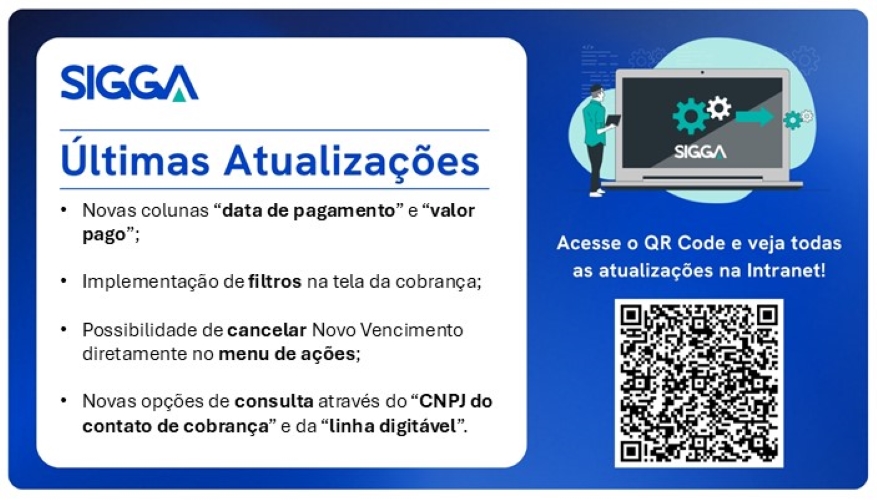 SIGGA
Últimas Atualizações
• Novas colunas “data de pagamento” e “valor
pago”;
• Implementação de filtros na tela da cobrança;
• Possibilidade de cancelar Novo Vencimento
diretamente no menu de ações;
• Novas opções de consulta através do “CNPJ do
contato de cobrança” e da “linha digitável”.
SIGGA
Acesse o QR Code e veja todas
as atualizações na Intranet!